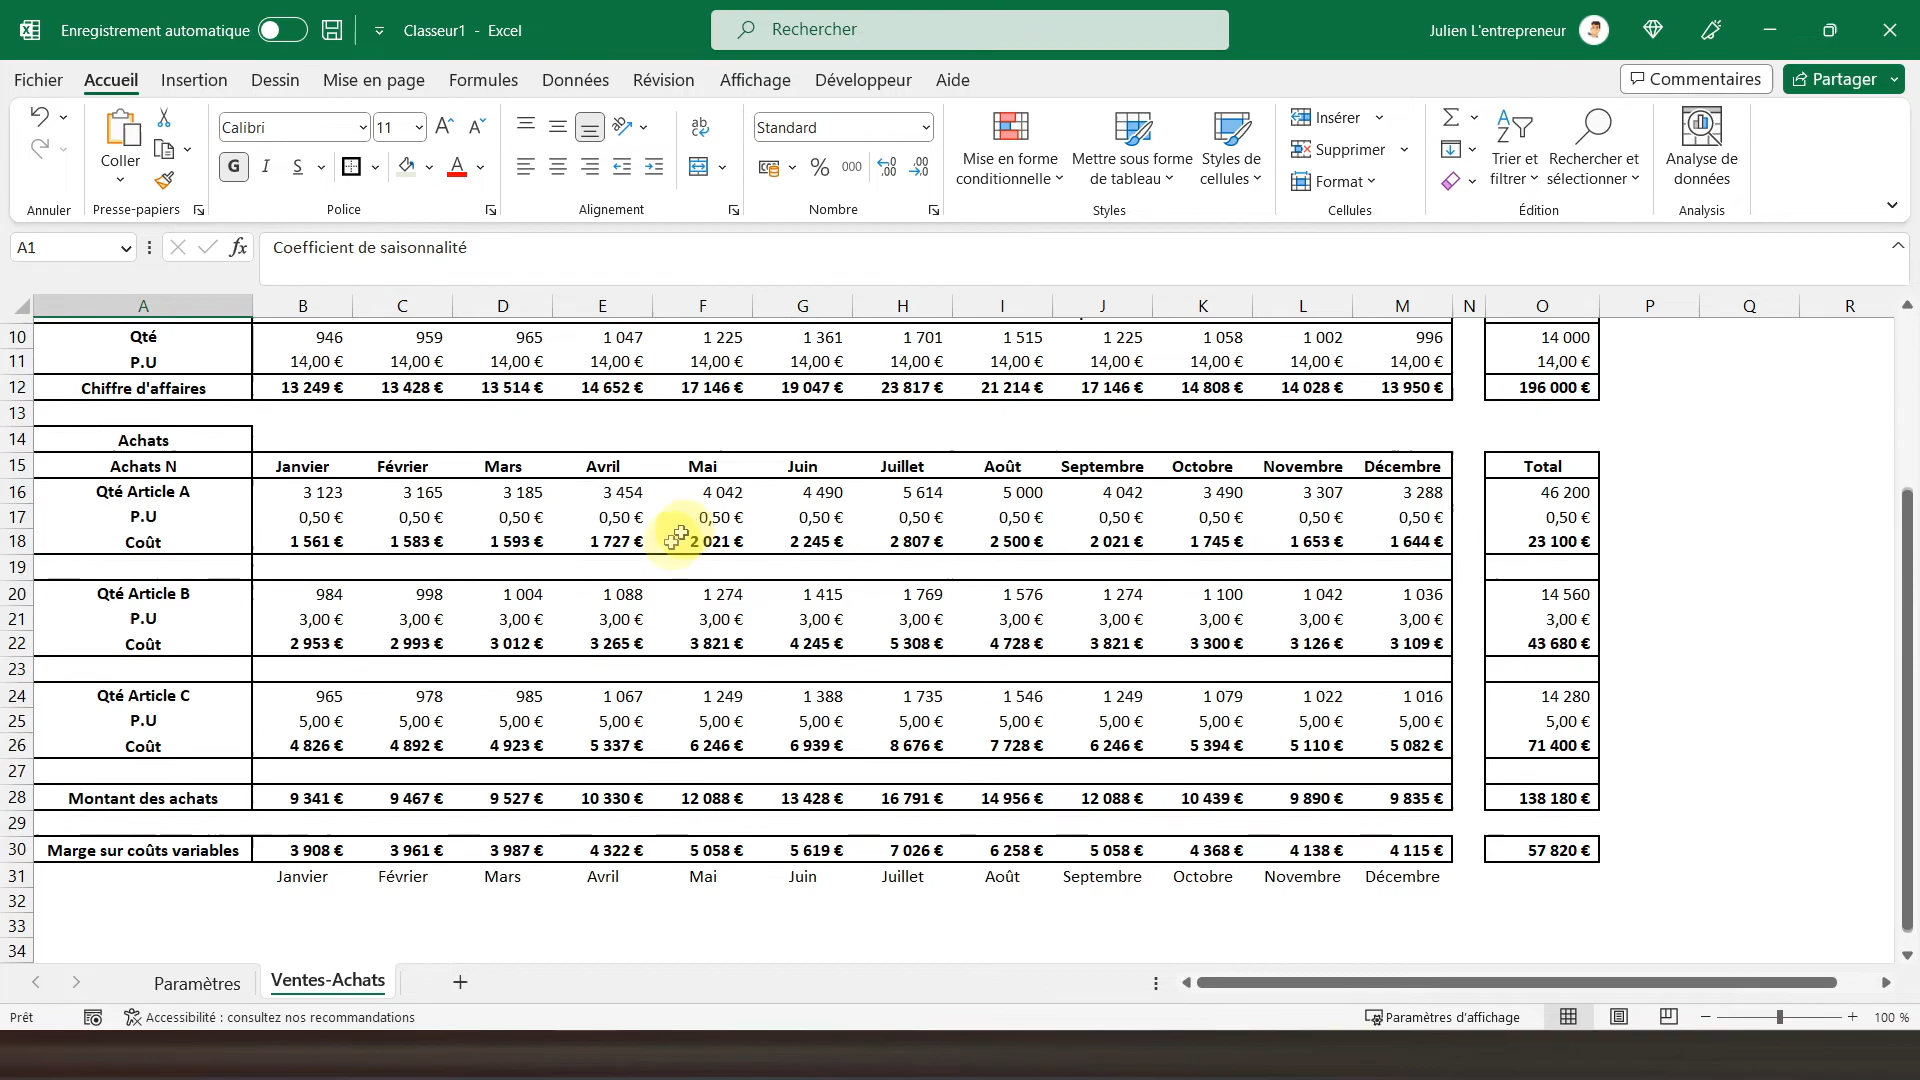 Enregistrement automatique Classeur1 - Excel Rechercher Julien L'entrepreneur
Fichier Accueil Insertion Dessin Mise en page Formules Données Révision Affichage Développeur Aide Commentaires Partager
Calibri 11 Standard Insérer
Coller Mise en forme Mettre sous forme Styles de Supprimer Trier et Rechercher et Analyse de
G I S % 000 conditionnelle de tableau cellules Format filtrer sélectionner données
Annuler Presse-papiers Police Alignement Nombre Styles Cellules Édition Analysis
A1 fx Coefficient de saisonnalité
A B C D E F G H I J K L M N O P Q R
10 Qté 946 959 965 1 047 1 225 1 361 1 701 1 515 1 225 1 058 1 002 996 14 000
11 P.U 14,00 € 14,00 € 14,00 € 14,00 € 14,00 € 14,00 € 14,00 € 14,00 € 14,00 € 14,00 € 14,00 € 14,00 € 14,00 €
12 Chiffre d'affaires 13 249 € 13 428 € 13 514 € 14 652 € 17 146 € 19 047 € 23 817 € 21 214 € 17 146 € 14 808 € 14 028 € 13 950 € 196 000 €
13
14 Achats
15 Achats N Janvier Février Mars Avril Mai Juin Juillet Août Septembre Octobre Novembre Décembre Total
16 Qté Article A 3 123 3 165 3 185 3 454 4 042 4 490 5 614 5 000 4 042 3 490 3 307 3 288 46 200
17 P.U 0,50 € 0,50 € 0,50 € 0,50 € 0,50 € 0,50 € 0,50 € 0,50 € 0,50 € 0,50 € 0,50 € 0,50 € 0,50 €
18 Coût 1 561 € 1 583 € 1 593 € 1 727 € 2 021 € 2 245 € 2 807 € 2 500 € 2 021 € 1 745 € 1 653 € 1 644 € 23 100 €
19
20 Qté Article B 984 998 1 004 1 088 1 274 1 415 1 769 1 576 1 274 1 100 1 042 1 036 14 560
21 P.U 3,00 € 3,00 € 3,00 € 3,00 € 3,00 € 3,00 € 3,00 € 3,00 € 3,00 € 3,00 € 3,00 € 3,00 € 3,00 €
22 Coût 2 953 € 2 993 € 3 012 € 3 265 € 3 821 € 4 245 € 5 308 € 4 728 € 3 821 € 3 300 € 3 126 € 3 109 € 43 680 €
23
24 Qté Article C 965 978 985 1 067 1 249 1 388 1 735 1 546 1 249 1 079 1 022 1 016 14 280
25 P.U 5,00 € 5,00 € 5,00 € 5,00 € 5,00 € 5,00 € 5,00 € 5,00 € 5,00 € 5,00 € 5,00 € 5,00 € 5,00 €
26 Coût 4 826 € 4 892 € 4 923 € 5 337 € 6 246 € 6 939 € 8 676 € 7 728 € 6 246 € 5 394 € 5 110 € 5 082 € 71 400 €
27
28 Montant des achats 9 341 € 9 467 € 9 527 € 10 330 € 12 088 € 13 428 € 16 791 € 14 956 € 12 088 € 10 439 € 9 890 € 9 835 € 138 180 €
29
30 Marge sur coûts variables 3 908 € 3 961 € 3 987 € 4 322 € 5 058 € 5 619 € 7 026 € 6 258 € 5 058 € 4 368 € 4 138 € 4 115 € 57 820 €
31 Janvier Février Mars Avril Mai Juin Juillet Août Septembre Octobre Novembre Décembre
32
33
34
Paramètres Ventes-Achats
Prêt Accessibilité : consultez nos recommandations Paramètres d'affichage 100 %